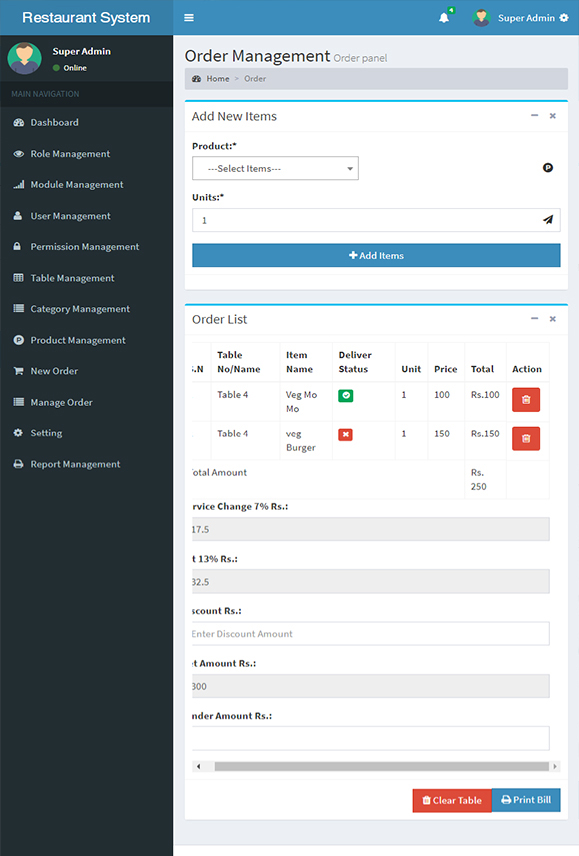 Restaurant System
4
Super Admin
Super Admin
Online
MAIN NAVIGATION
Dashboard
Role Management
Module Management
User Management
Permission Management
Table Management
Category Management
Product Management
New Order
Manage Order
Setting
Report Management
Order Management Order panel
Home > Order
Add New Items
Product:*
---Select Items---
Units:*
1
Add Items
Order List
.N Table No/Name Item Name Deliver Status Unit Price Total Action
Table 4 Veg Mo Mo 1 100 Rs.100
Table 4 veg Burger 1 150 Rs.150
otal Amount Rs. 250
rvice Change 7% Rs.:
17.5
t 13% Rs.:
32.5
scount Rs.:
Enter Discount Amount
et Amount Rs.:
300
nder Amount Rs.:
Clear Table
Print Bill